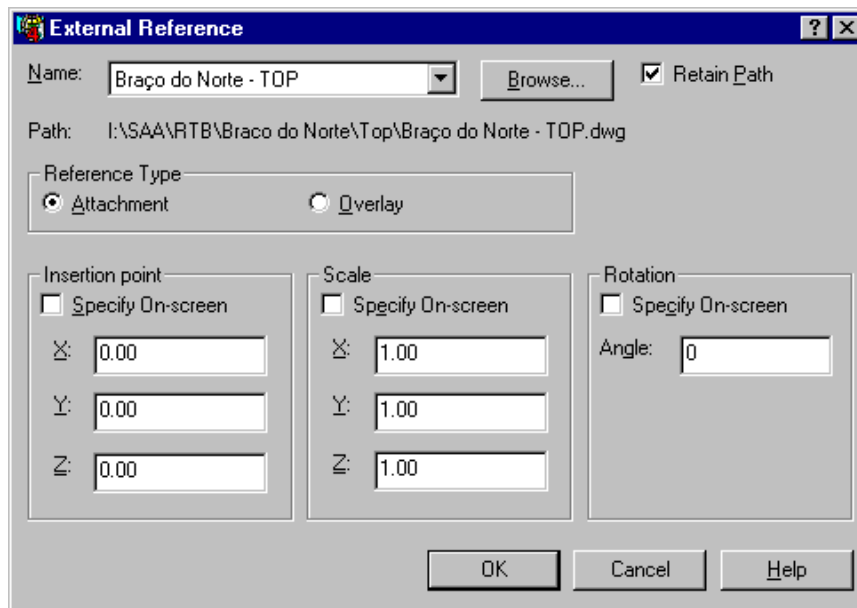 External Reference
Name: Braço do Norte - TOP Browse... Retain Path
Path: I:\SAA\RTB\Braco do Norte\Top\Braço do Norte - TOP.dwg
Reference Type
Attachment Overlay
Insertion point Scale Rotation
Specify On-screen Specify On-screen Specify On-screen
X: 0.00 X: 1.00 Angle: 0
Y: 0.00 Y: 1.00
Z: 0.00 Z: 1.00
OK Cancel Help